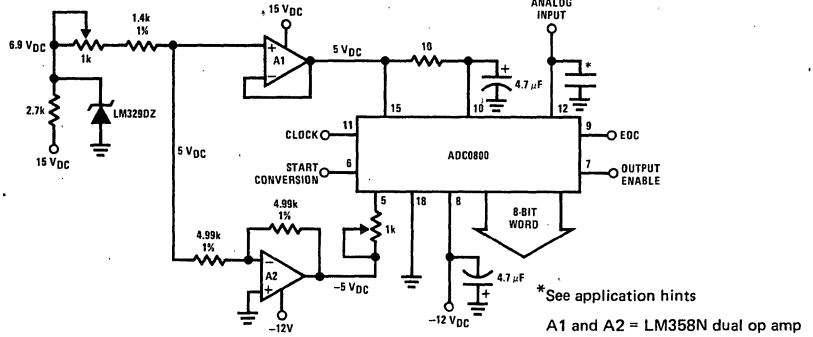 ANALOG
INPUT
15 VDC
1.4k
1%
6.9 VDC
1k
A1
5 VDC
10
4.7 μF
*
2.7k
LM329DZ
15 VDC
15
10
12
CLOCK
11
ADC0800
9
EOC
START
CONVERSION
6
7
OUTPUT
ENABLE
5 VDC
5
18
8
8-BIT
WORD
4.99k
1%
4.99k
1%
1k
A2
-5 VDC
-12V
4.7 μF
-12 VDC
*See application hints
A1 and A2 = LM358N dual op amp